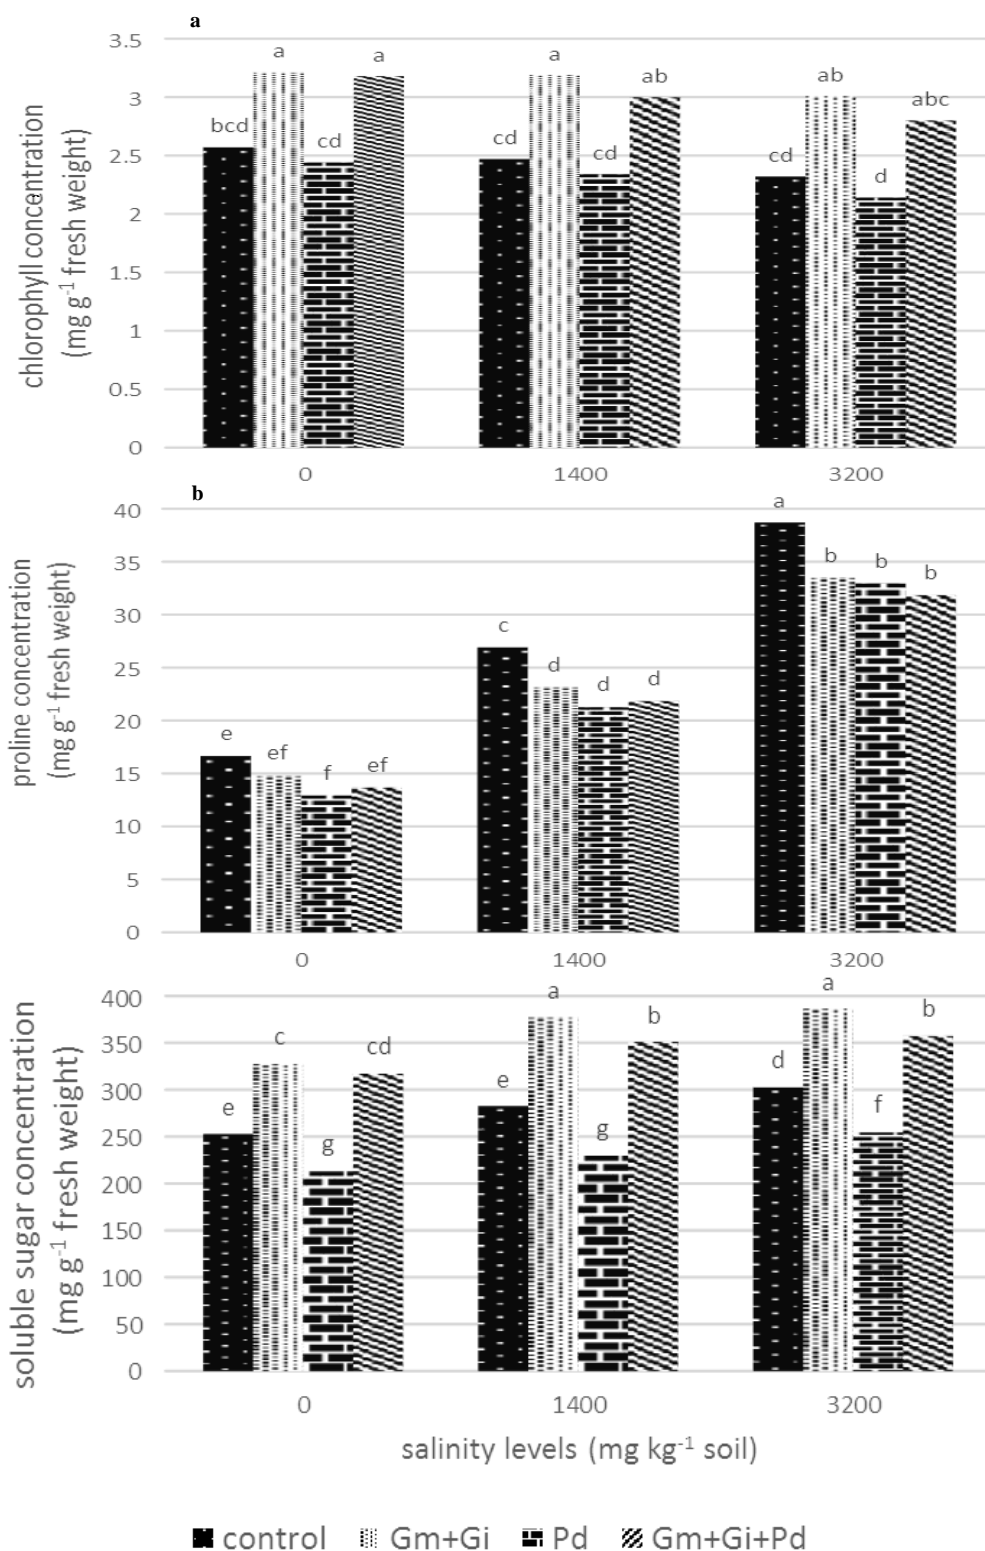 a
chlorophyll concentration
(mg g⁻¹ fresh weight)
3.5
3
2.5
2
1.5
1
0.5
0
bcd
a
cd
a
cd
a
cd
ab
cd
ab
d
abc
0
1400
3200
b
proline concentration
(mg g⁻¹ fresh weight)
40
35
30
25
20
15
10
5
0
e
ef
f
ef
c
d
d
d
a
b
b
b
0
1400
3200
soluble sugar concentration
(mg g⁻¹ fresh weight)
400
350
300
250
200
150
100
50
0
e
c
g
cd
e
a
g
b
d
a
f
b
0
1400
3200
salinity levels (mg kg⁻¹ soil)
control
Gm+Gi
Pd
Gm+Gi+Pd